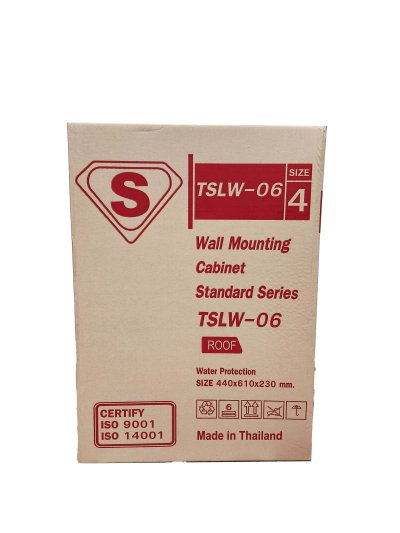 S
TSLW-06
SIZE
4
Wall Mounting
Cabinet
Standard Series
TSLW-06
ROOF
Water Protection
SIZE 440x610x230 mm.
6
CERTIFY
ISO 9001
ISO 14001
Made in Thailand